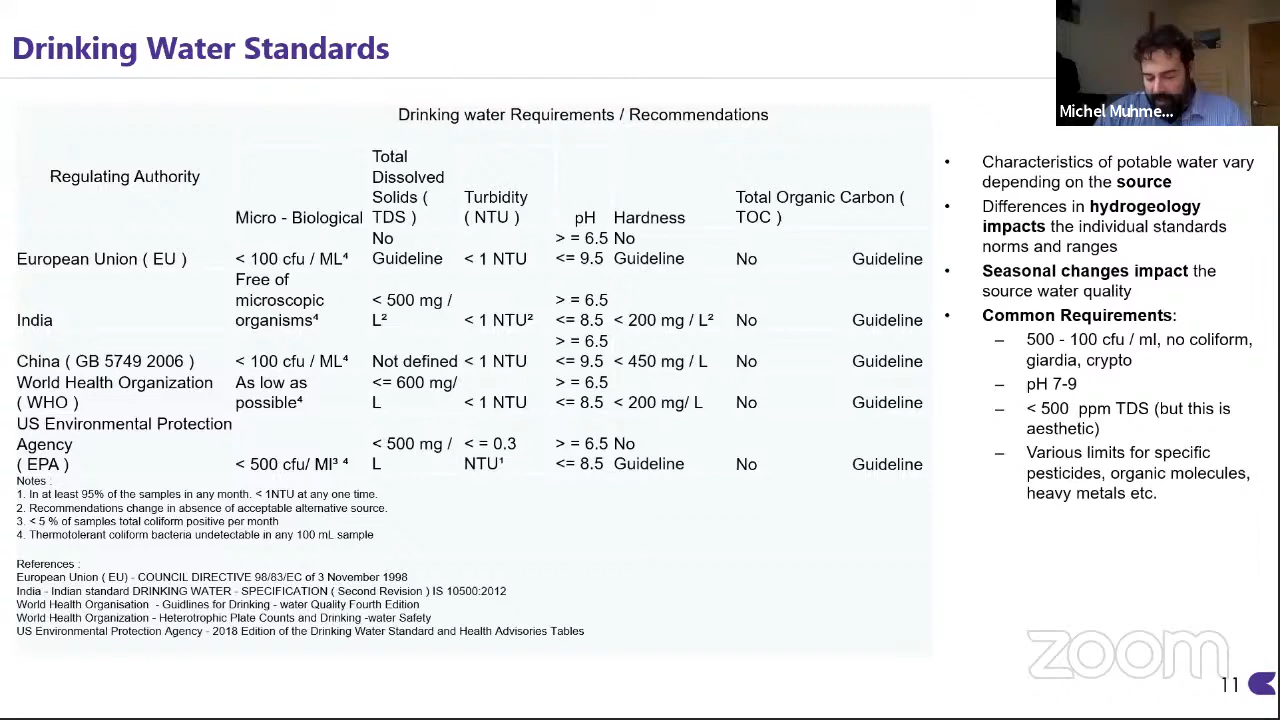 Drinking Water Standards
Michel Muhme...
Drinking water Requirements / Recommendations
Regulating Authority
Micro - Biological
Total
Dissolved
Solids (
TDS )
Turbidity
( NTU )
pH
Hardness
Total Organic Carbon (
TOC )
European Union ( EU )
< 100 cfu / ML⁴
No
Guideline
< 1 NTU
> = 6.5
<= 9.5
No
Guideline
No Guideline
India
Free of
microscopic
organisms⁴
< 500 mg /
L²
< 1 NTU²
> = 6.5
<= 8.5
< 200 mg / L²
No Guideline
China ( GB 5749 2006 )
< 100 cfu / ML⁴
Not defined
< 1 NTU
> = 6.5
<= 9.5
< 450 mg / L
No Guideline
World Health Organization
( WHO )
As low as
possible⁴
<= 600 mg/
L
< 1 NTU
> = 6.5
<= 8.5
< 200 mg/ L
No Guideline
US Environmental Protection
Agency
( EPA )
< 500 cfu/ Ml³ ⁴
< 500 mg /
L
< = 0.3
NTU¹
> = 6.5
<= 8.5
No
Guideline
No Guideline
Notes :
1. In at least 95% of the samples in any month. < 1NTU at any one time.
2. Recommendations change in absence of acceptable alternative source.
3. < 5 % of samples total coliform positive per month
4. Thermotolerant coliform bacteria undetectable in any 100 mL sample
References :
European Union ( EU) - COUNCIL DIRECTIVE 98/83/EC of 3 November 1998
India - Indian standard DRINKING WATER - SPECIFICATION ( Second Revision ) IS 10500:2012
World Health Organisation - Guidlines for Drinking - water Quality Fourth Edition
World Health Organization - Heterotrophic Plate Counts and Drinking -water Safety
US Environmental Protection Agency - 2018 Edition of the Drinking Water Standard and Health Advisories Tables
• Characteristics of potable water vary
depending on the source
• Differences in hydrogeology
impacts the individual standards
norms and ranges
• Seasonal changes impact the
source water quality
• Common Requirements:
– 500 - 100 cfu / ml, no coliform,
giardia, crypto
– pH 7-9
– < 500 ppm TDS (but this is
aesthetic)
– Various limits for specific
pesticides, organic molecules,
heavy metals etc.
zoom
11